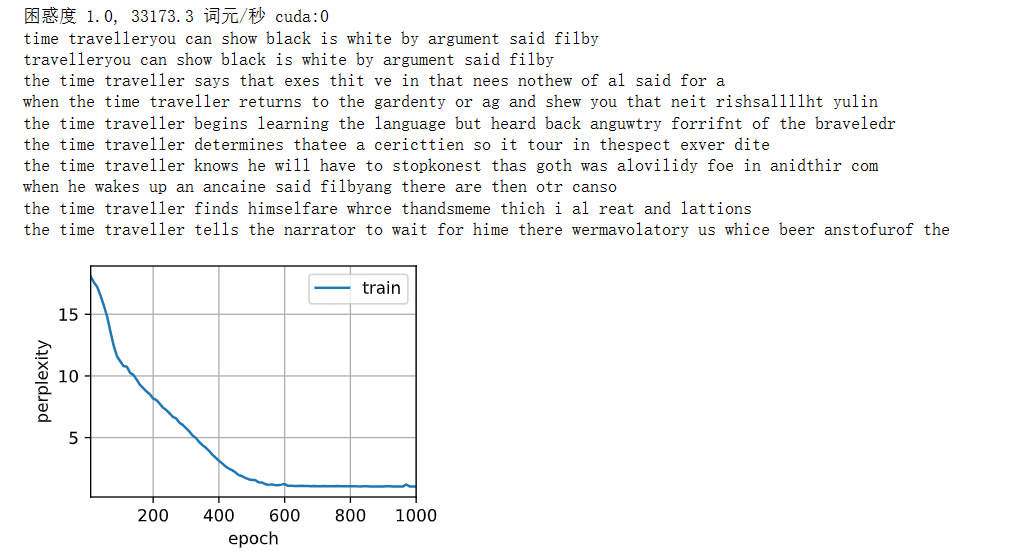 困惑度 1.0, 33173.3 词元/秒 cuda:0
time travelleryou can show black is white by argument said filby
travelleryou can show black is white by argument said filby
the time traveller says that exes thit ve in that nees nothew of al said for a
when the time traveller returns to the gardenty or ag and shew you that neit rishsallllht yulin
the time traveller begins learning the language but heard back anguwtry forrifnt of the braveledr
the time traveller determines thatee a cericttien so it tour in thespect exver dite
the time traveller knows he will have to stopkonest thas goth was alovilidy foe in anidthir com
when he wakes up an ancaine said filbyang there are then otr canso
the time traveller finds himselfare whrce thandsmeme thich i al reat and lattions
the time traveller tells the narrator to wait for hime there wermavolatory us whice beer anstofurof the
train
15
10
5
perplexity
200 400 600 800 1000
epoch